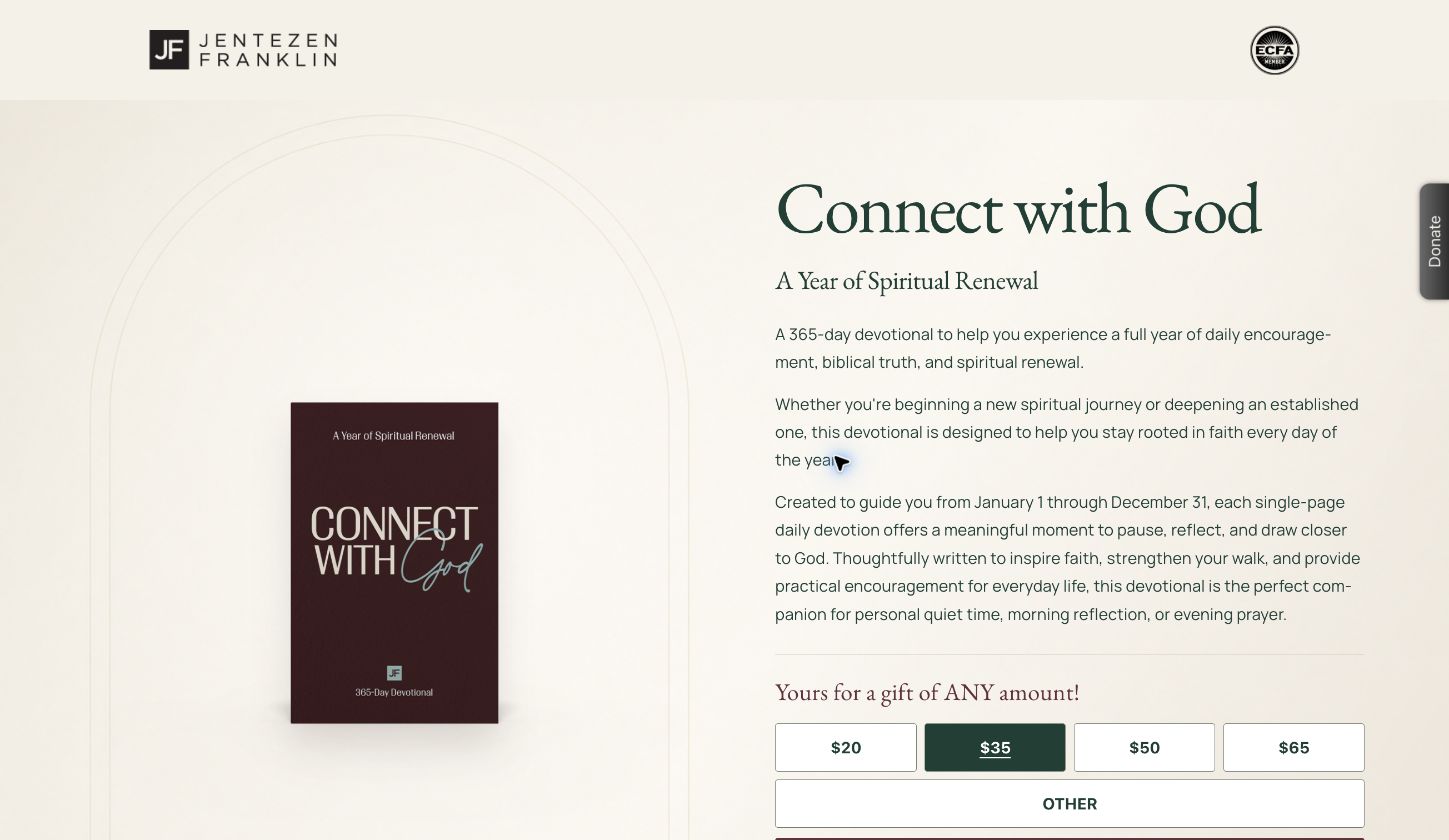 JF JENTEZEN
FRANKLIN
ECFA
MEMBER
Donate
A Year of Spiritual Renewal
CONNECT
WITH God
JF
365-Day Devotional
Connect with God
A Year of Spiritual Renewal
A 365-day devotional to help you experience a full year of daily encourage-
ment, biblical truth, and spiritual renewal.
Whether you're beginning a new spiritual journey or deepening an established
one, this devotional is designed to help you stay rooted in faith every day of
the year
Created to guide you from January 1 through December 31, each single-page
daily devotion offers a meaningful moment to pause, reflect, and draw closer
to God. Thoughtfully written to inspire faith, strengthen your walk, and provide
practical encouragement for everyday life, this devotional is the perfect com-
panion for personal quiet time, morning reflection, or evening prayer.
Yours for a gift of ANY amount!
$20 $35 $50 $65
OTHER